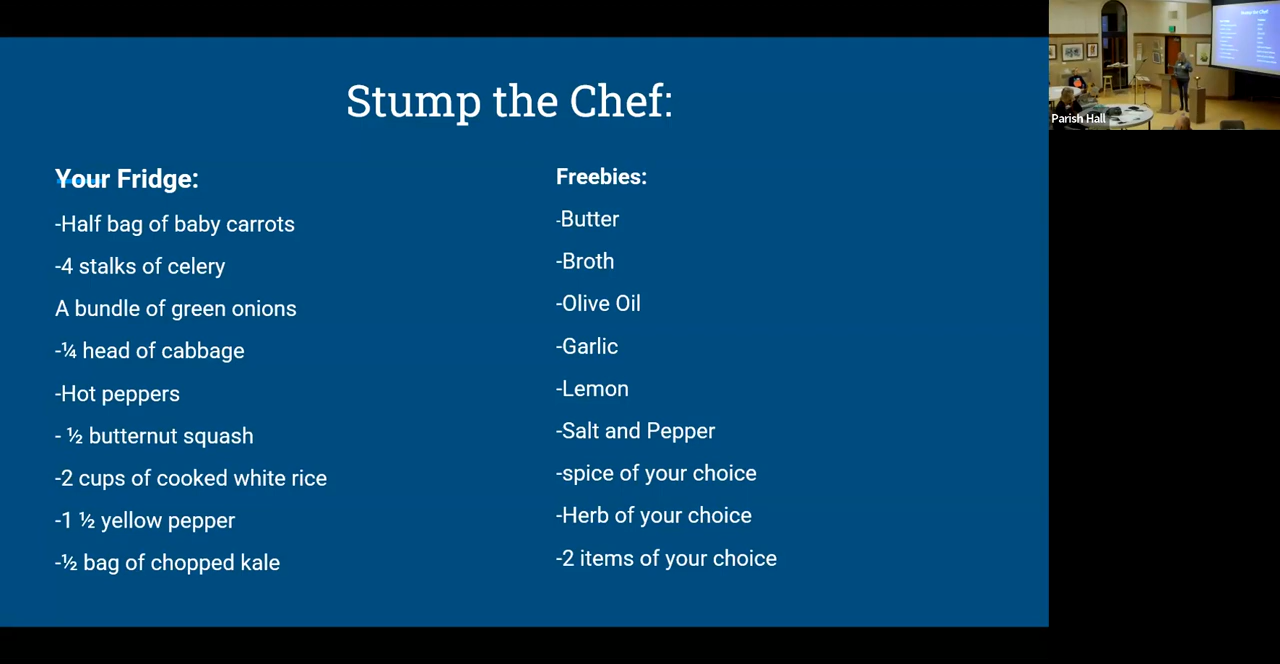 Stump the Chef:
Your Fridge:
-Half bag of baby carrots
-4 stalks of celery
A bundle of green onions
-¼ head of cabbage
-Hot peppers
- ½ butternut squash
-2 cups of cooked white rice
-1 ½ yellow pepper
-½ bag of chopped kale
Freebies:
-Butter
-Broth
-Olive Oil
-Garlic
-Lemon
-Salt and Pepper
-spice of your choice
-Herb of your choice
-2 items of your choice
Parish Hall